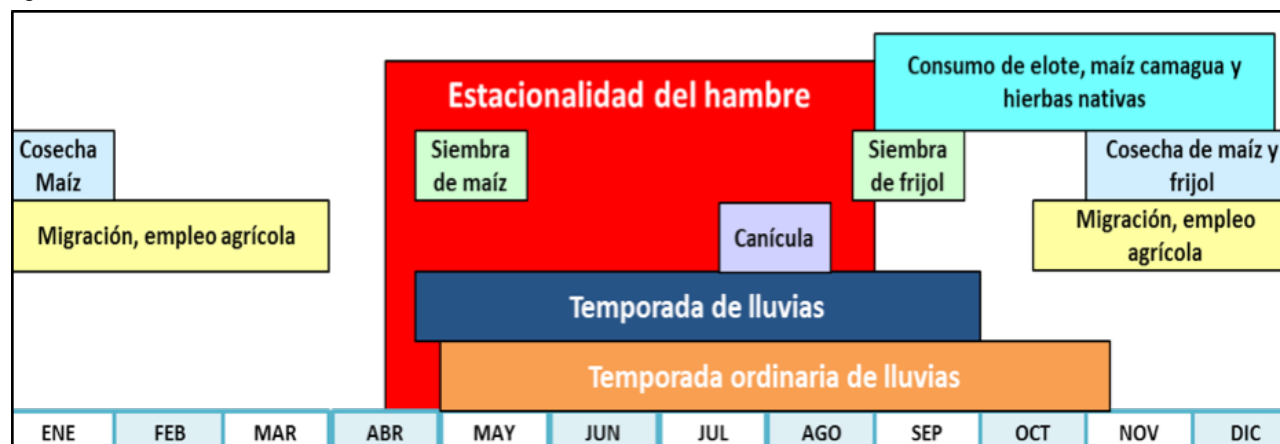 Consumo de elote, maíz camagua y
hierbas nativas
Estacionalidad del hambre
Cosecha
Maíz
Siembra
de maíz
Siembra
de frijol
Cosecha de maíz y
frijol
Migración, empleo agrícola
Canícula
Migración, empleo
agrícola
Temporada de lluvias
Temporada ordinaria de lluvias
ENE FEB MAR ABR MAY JUN JUL AGO SEP OCT NOV DIC